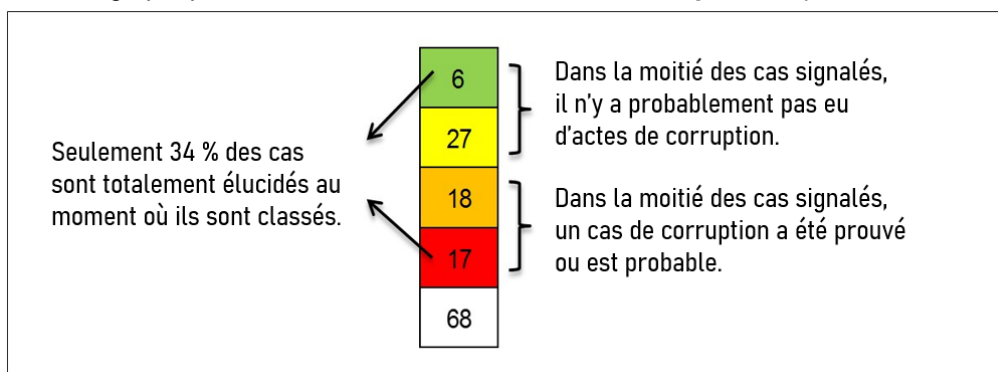 Seulement 34 % des cas
sont totalement élucidés au
moment où ils sont classés.
6
27
18
17
68
Dans la moitié des cas signalés,
il n'y a probablement pas eu
d'actes de corruption.
Dans la moitié des cas signalés,
un cas de corruption a été prouvé
ou est probable.